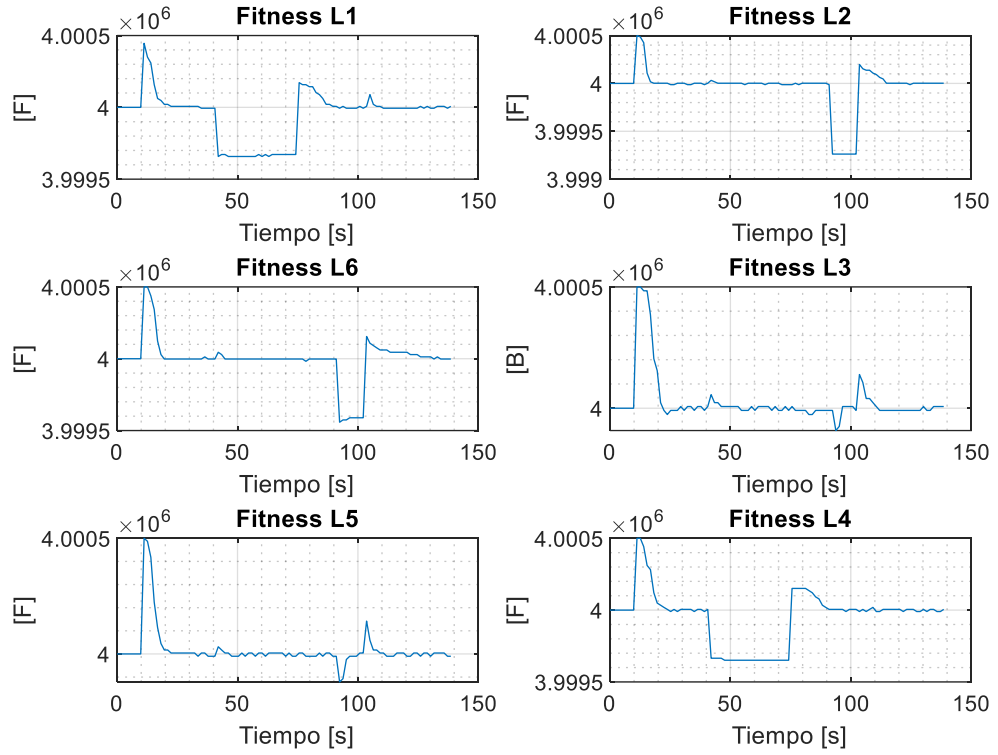 Fitness L1
×10^6
4.0005
4
3.9995
[F]
0 50 100 150
Tiempo [s]
Fitness L2
×10^6
4.0005
4
3.9995
3.999
[F]
0 50 100 150
Tiempo [s]
Fitness L6
×10^6
4.0005
4
3.9995
[F]
0 50 100 150
Tiempo [s]
Fitness L3
×10^6
4.0005
4
[B]
0 50 100 150
Tiempo [s]
Fitness L5
×10^6
4.0005
4
[F]
0 50 100 150
Tiempo [s]
Fitness L4
×10^6
4.0005
4
3.9995
[F]
0 50 100 150
Tiempo [s]